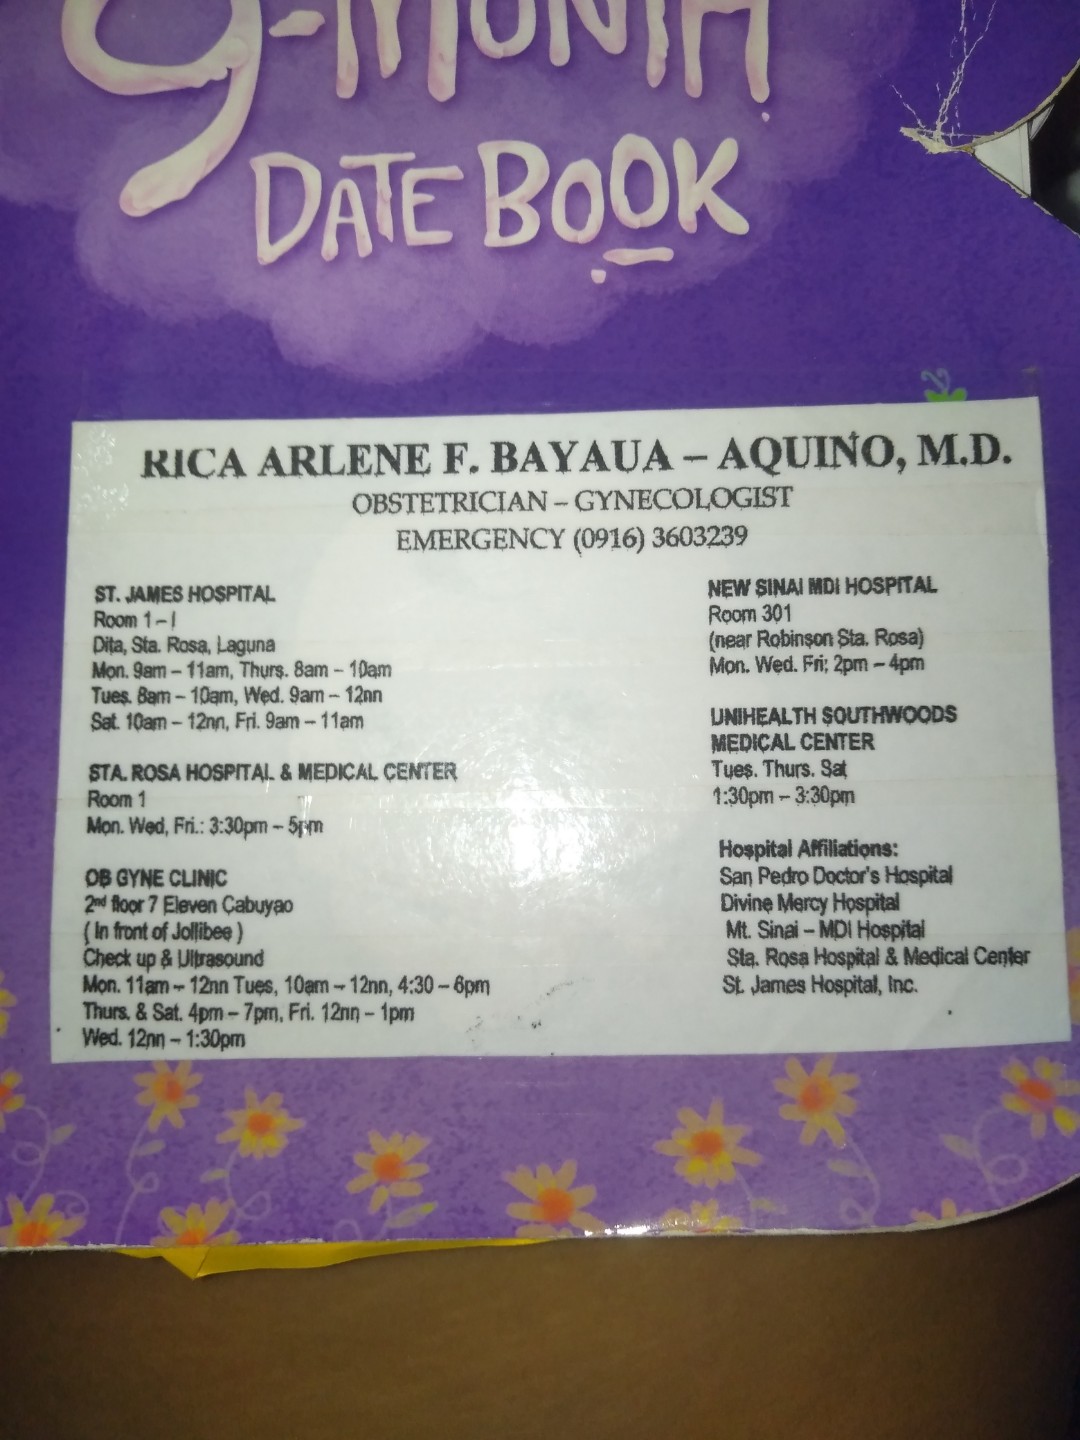 9-MONTH
DATE BOOK
RICA ARLENE F. BAYAUA – AQUINO, M.D.
OBSTETRICIAN – GYNECOLOGIST
EMERGENCY (0916) 3603239
ST. JAMES HOSPITAL
Room 1 – I
Dita, Sta. Rosa, Laguna
Mon. 9am – 11am, Thurs. 8am – 10am
Tues. 8am – 10am, Wed. 9am – 12nn
Sat. 10am – 12nn, Fri. 9am – 11am
STA. ROSA HOSPITAL & MEDICAL CENTER
Room 1
Mon. Wed, Fri.: 3:30pm – 5pm
OB GYNE CLINIC
2nd floor 7 Eleven Cabuyao
( In front of Jollibee )
Check up & Ultrasound
Mon. 11am – 12nn Tues, 10am – 12nn, 4:30 – 6pm
Thurs. & Sat. 4pm – 7pm, Fri. 12nn – 1pm
Wed. 12nn – 1:30pm
NEW SINAI MDI HOSPITAL
Room 301
(near Robinson Sta. Rosa)
Mon. Wed. Fri; 2pm – 4pm
UNIHEALTH SOUTHWOODS
MEDICAL CENTER
Tues. Thurs. Sat
1:30pm – 3:30pm
Hospital Affiliations:
San Pedro Doctor's Hospital
Divine Mercy Hospital
Mt. Sinai – MDI Hospital
Sta. Rosa Hospital & Medical Center
St. James Hospital, Inc.